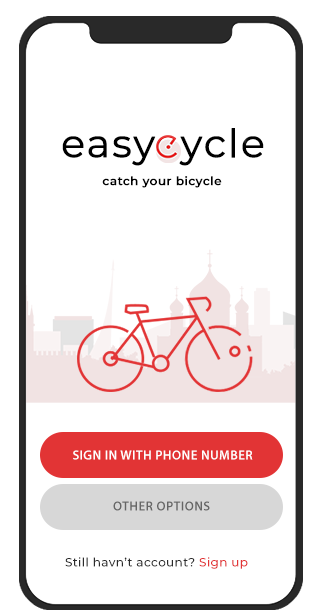 easycycle
catch your bicycle
SIGN IN WITH PHONE NUMBER
OTHER OPTIONS
Still havn't account? Sign up